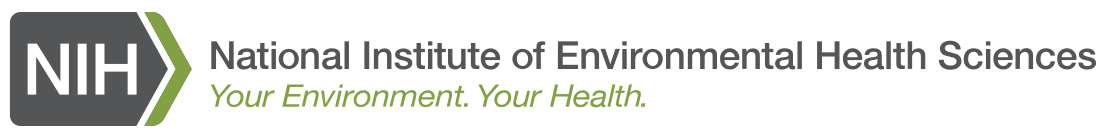 NIH
National Institute of Environmental Health Sciences
Your Environment. Your Health.